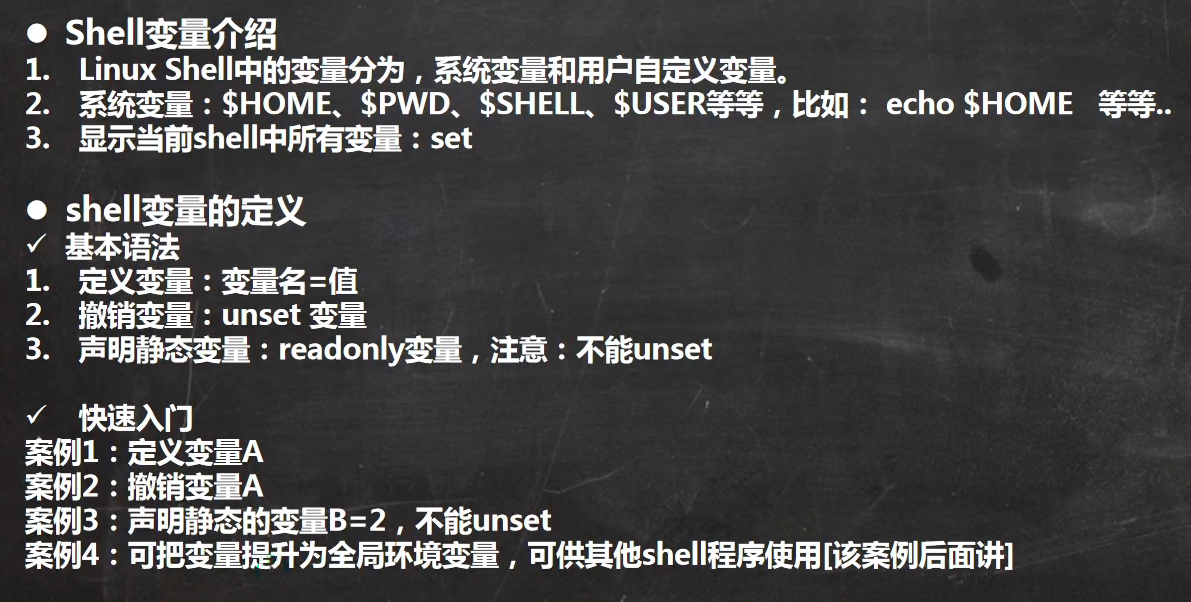 ● Shell变量介绍
1. Linux Shell中的变量分为，系统变量和用户自定义变量。
2. 系统变量：$HOME、$PWD、$SHELL、$USER等等，比如： echo $HOME 等等..
3. 显示当前shell中所有变量：set
● shell变量的定义
✓ 基本语法
1. 定义变量：变量名=值
2. 撤销变量：unset 变量
3. 声明静态变量：readonly变量，注意：不能unset
✓ 快速入门
案例1：定义变量A
案例2：撤销变量A
案例3：声明静态的变量B=2，不能unset
案例4：可把变量提升为全局环境变量，可供其他shell程序使用[该案例后面讲]